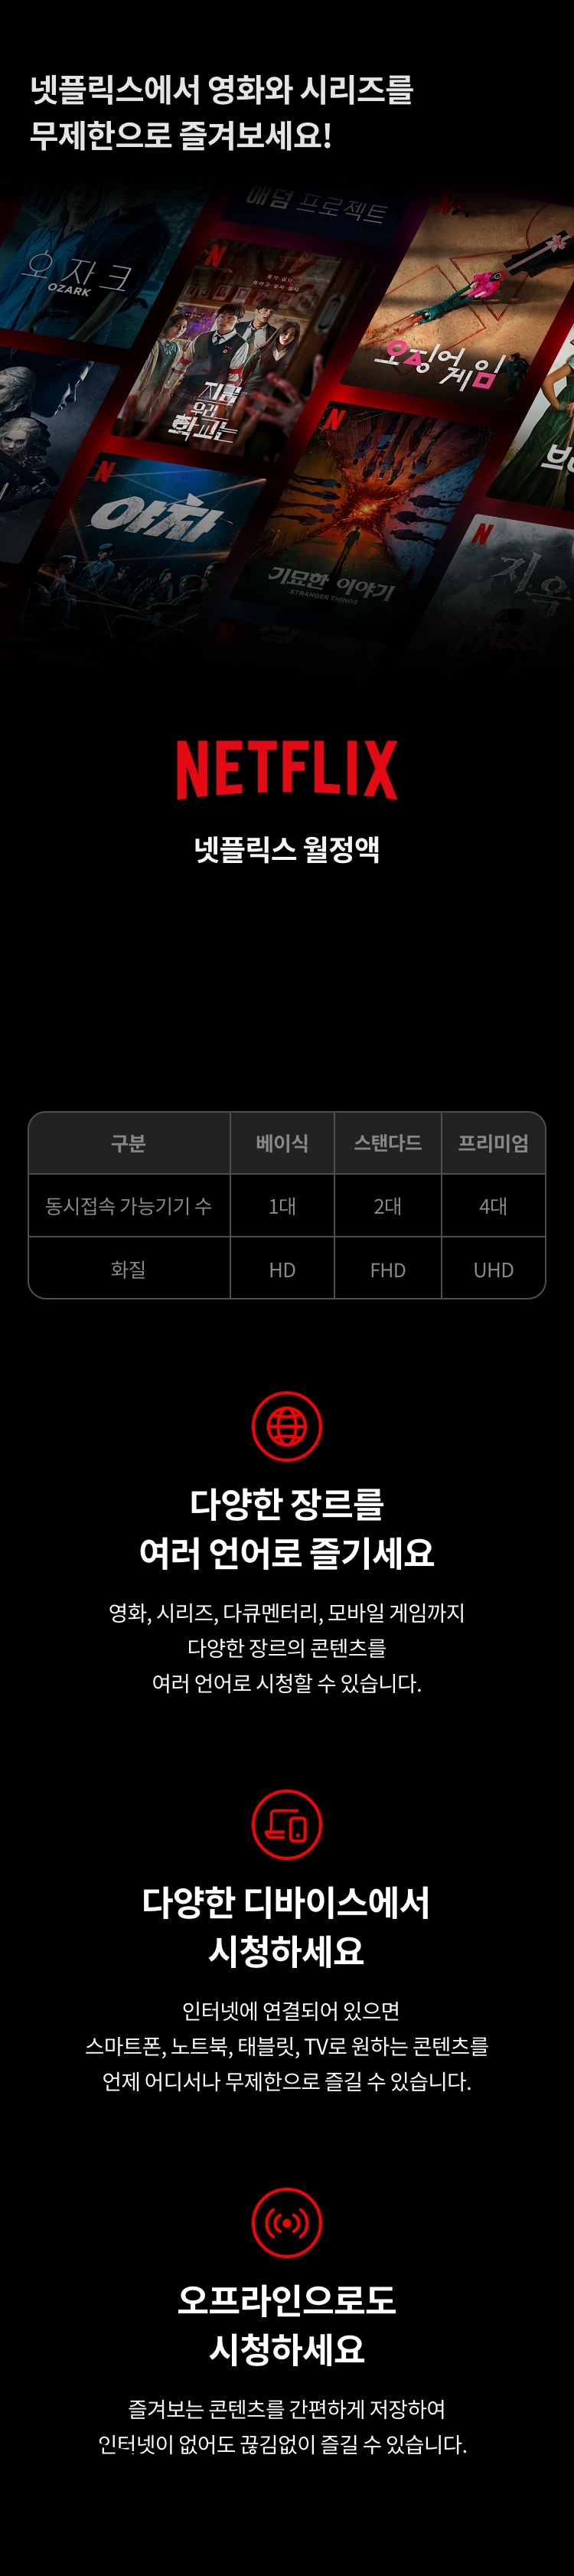 넷플릭스에서 영화와 시리즈를
무제한으로 즐겨보세요!
애덤 프로젝트
오자크
OZARK
오징어 게임
지금 우리 학교는
야차
기묘한 이야기
STRANGER THINGS
지옥
NETFLIX
넷플릭스 월정액
구분 베이식 스탠다드 프리미엄
동시접속 가능기기 수 1대 2대 4대
화질 HD FHD UHD
다양한 장르를
여러 언어로 즐기세요
영화, 시리즈, 다큐멘터리, 모바일 게임까지
다양한 장르의 콘텐츠를
여러 언어로 시청할 수 있습니다.
다양한 디바이스에서
시청하세요
인터넷에 연결되어 있으면
스마트폰, 노트북, 태블릿, TV로 원하는 콘텐츠를
언제 어디서나 무제한으로 즐길 수 있습니다.
오프라인으로도
시청하세요
즐겨보는 콘텐츠를 간편하게 저장하여
인터넷이 없어도 끊김없이 즐길 수 있습니다.